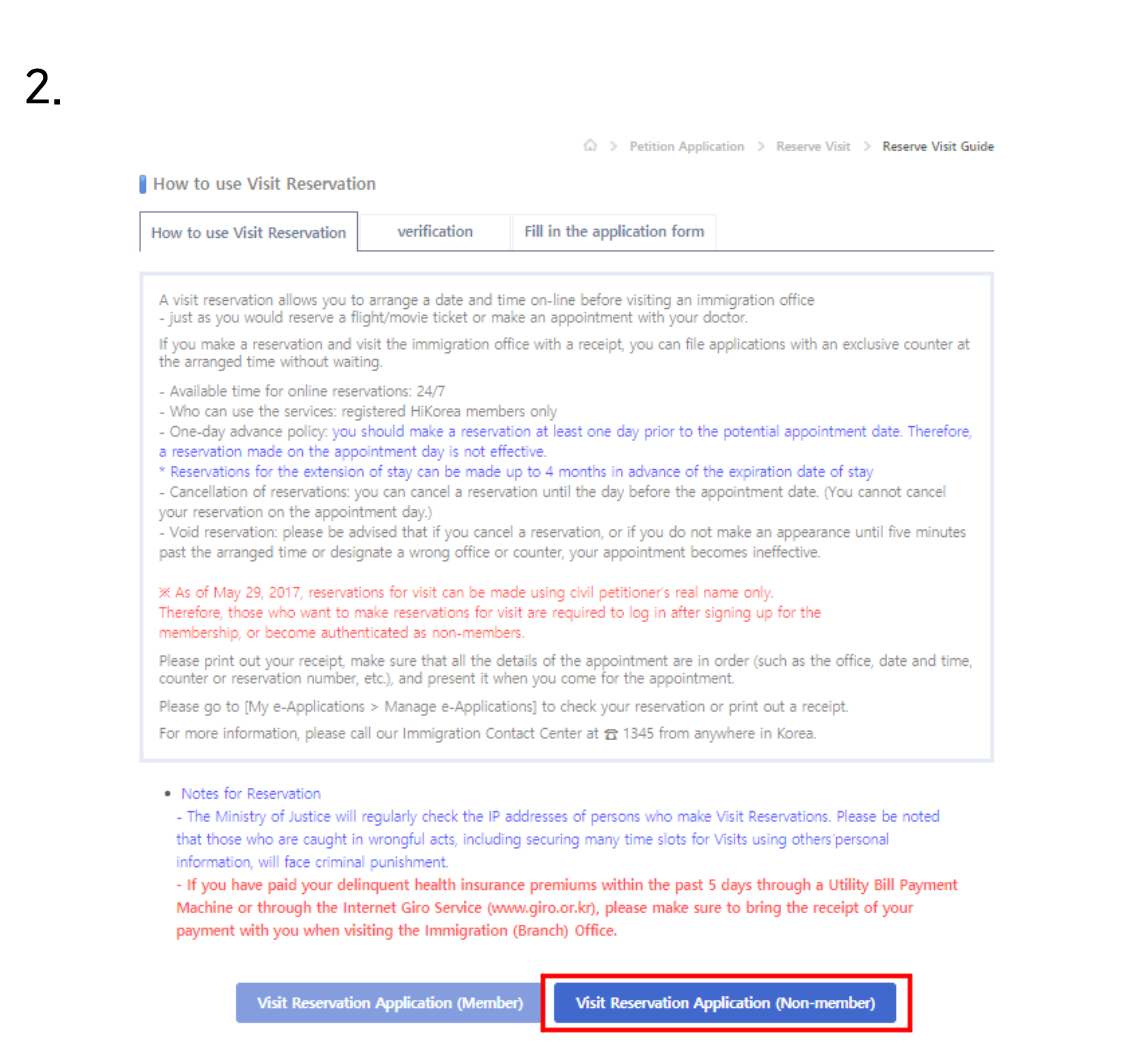 2.
> Petition Application > Reserve Visit > Reserve Visit Guide
How to use Visit Reservation
How to use Visit Reservation verification Fill in the application form
A visit reservation allows you to arrange a date and time on-line before visiting an immigration office
- just as you would reserve a flight/movie ticket or make an appointment with your doctor.
If you make a reservation and visit the immigration office with a receipt, you can file applications with an exclusive counter at
the arranged time without waiting.
- Available time for online reservations: 24/7
- Who can use the services: registered HiKorea members only
- One-day advance policy: you should make a reservation at least one day prior to the potential appointment date. Therefore,
a reservation made on the appointment day is not effective.
* Reservations for the extension of stay can be made up to 4 months in advance of the expiration date of stay
- Cancellation of reservations: you can cancel a reservation until the day before the appointment date. (You cannot cancel
your reservation on the appointment day.)
- Void reservation: please be advised that if you cancel a reservation, or if you do not make an appearance until five minutes
past the arranged time or designate a wrong office or counter, your appointment becomes ineffective.
※ As of May 29, 2017, reservations for visit can be made using civil petitioner's real name only.
Therefore, those who want to make reservations for visit are required to log in after signing up for the
membership, or become authenticated as non-members.
Please print out your receipt, make sure that all the details of the appointment are in order (such as the office, date and time,
counter or reservation number, etc.), and present it when you come for the appointment.
Please go to [My e-Applications > Manage e-Applications] to check your reservation or print out a receipt.
For more information, please call our Immigration Contact Center at ☎ 1345 from anywhere in Korea.
• Notes for Reservation
- The Ministry of Justice will regularly check the IP addresses of persons who make Visit Reservations. Please be noted
that those who are caught in wrongful acts, including securing many time slots for Visits using others'personal
information, will face criminal punishment.
- If you have paid your delinquent health insurance premiums within the past 5 days through a Utility Bill Payment
Machine or through the Internet Giro Service (www.giro.or.kr), please make sure to bring the receipt of your
payment with you when visiting the Immigration (Branch) Office.
Visit Reservation Application (Member) Visit Reservation Application (Non-member)